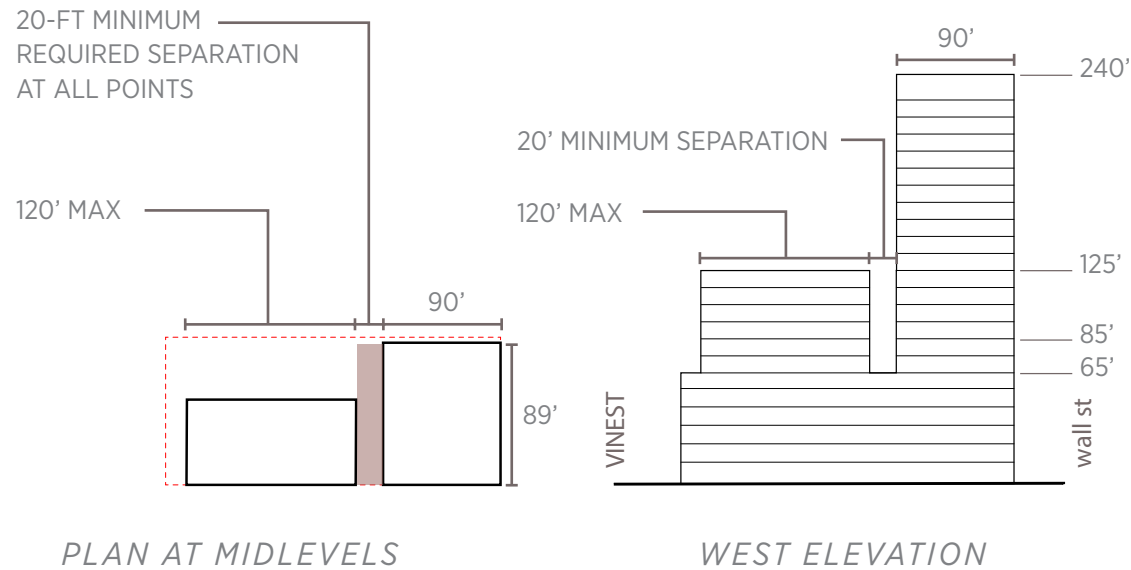 20-FT MINIMUM
REQUIRED SEPARATION
AT ALL POINTS
120’ MAX
90’
89’
PLAN AT MIDLEVELS
90’
240’
20’ MINIMUM SEPARATION
120’ MAX
125’
85’
65’
VINEST
wall st
WEST ELEVATION